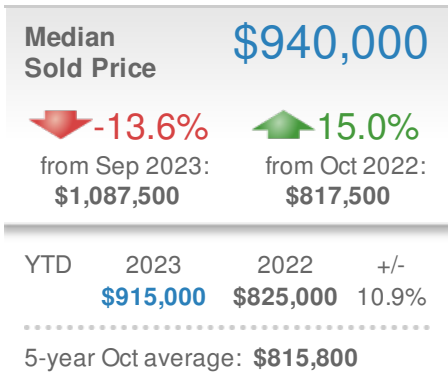 Median $940,000
Sold Price
-13.6% 15.0%
from Sep 2023: from Oct 2022:
$1,087,500 $817,500
YTD 2023 2022 +/-
$915,000 $825,000 10.9%
5-year Oct average: $815,800